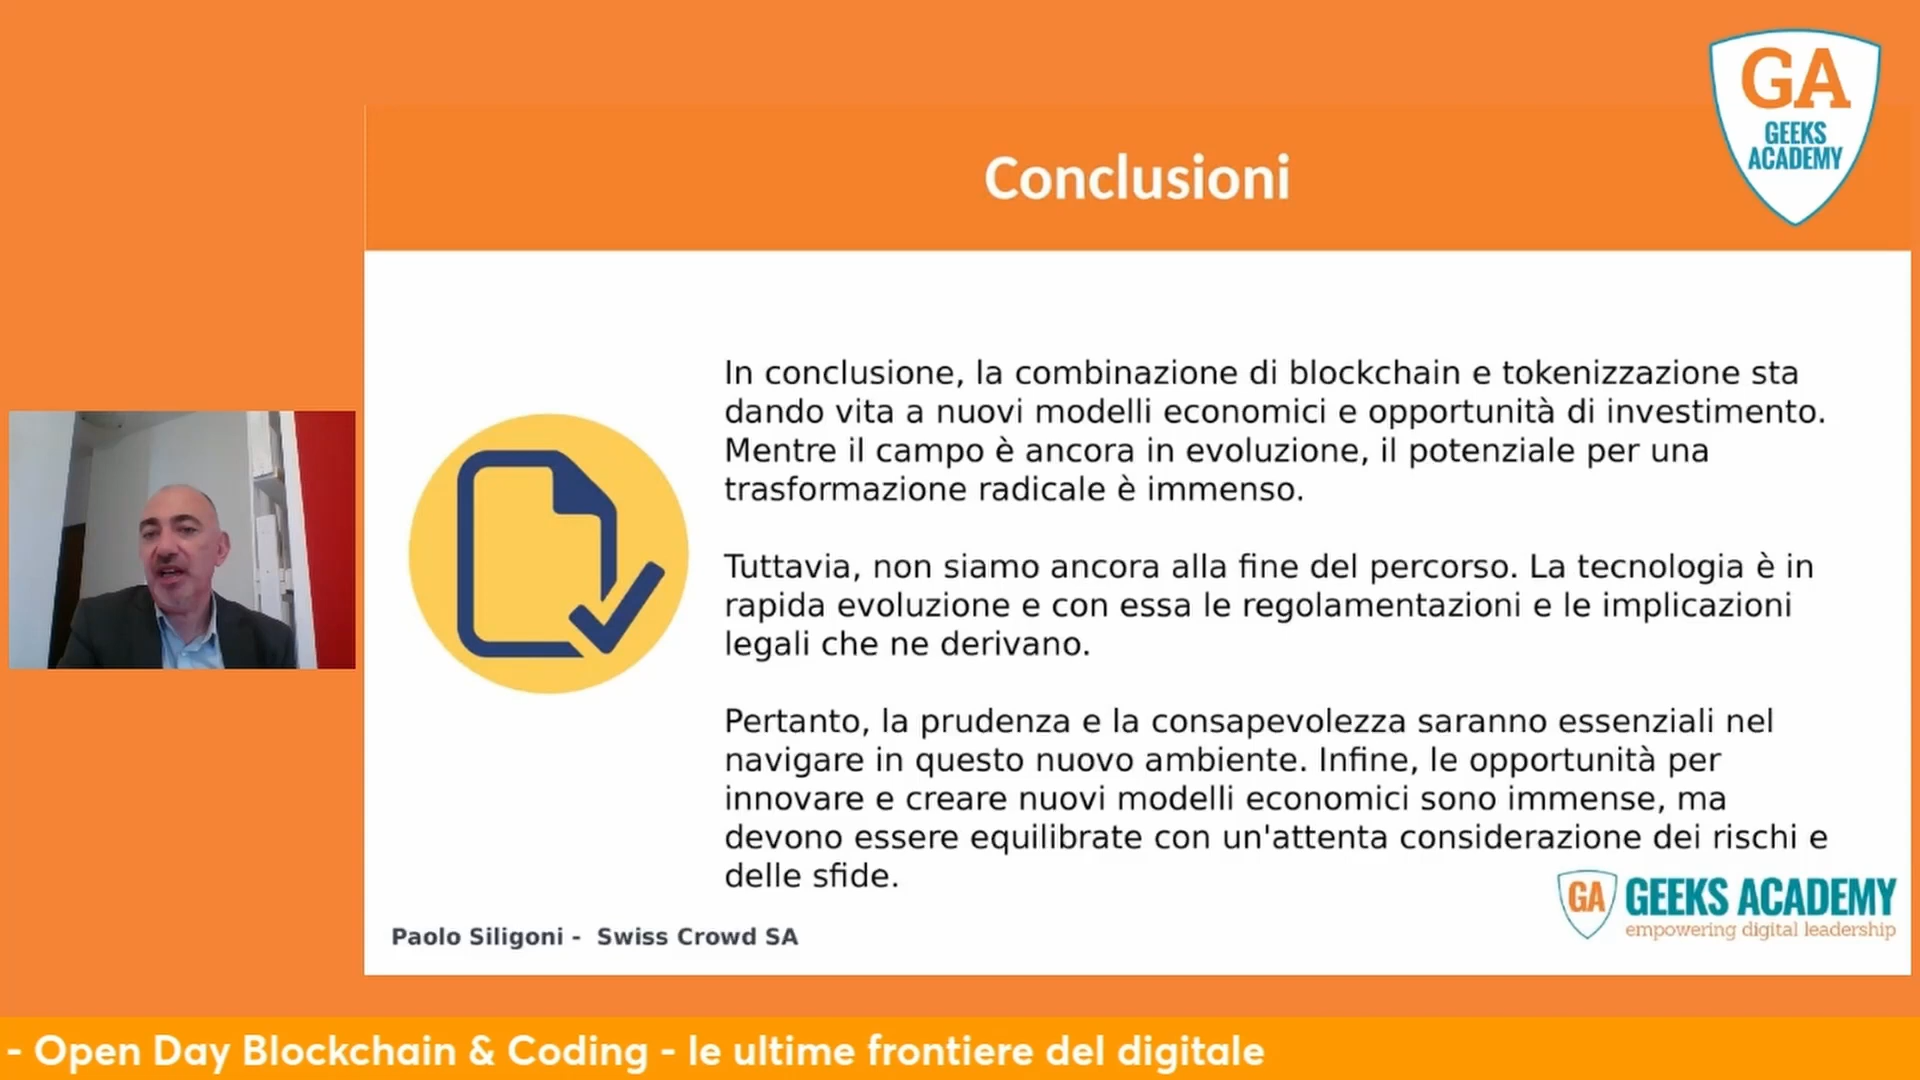 GA
GEEKS
ACADEMY
Conclusioni
In conclusione, la combinazione di blockchain e tokenizzazione sta
dando vita a nuovi modelli economici e opportunità di investimento.
Mentre il campo è ancora in evoluzione, il potenziale per una
trasformazione radicale è immenso.
Tuttavia, non siamo ancora alla fine del percorso. La tecnologia è in
rapida evoluzione e con essa le regolamentazioni e le implicazioni
legali che ne derivano.
Pertanto, la prudenza e la consapevolezza saranno essenziali nel
navigare in questo nuovo ambiente. Infine, le opportunità per
innovare e creare nuovi modelli economici sono immense, ma
devono essere equilibrate con un'attenta considerazione dei rischi e
delle sfide.
GA GEEKS ACADEMY
empowering digital leadership
Paolo Siligoni - Swiss Crowd SA
- Open Day Blockchain & Coding - le ultime frontiere del digitale